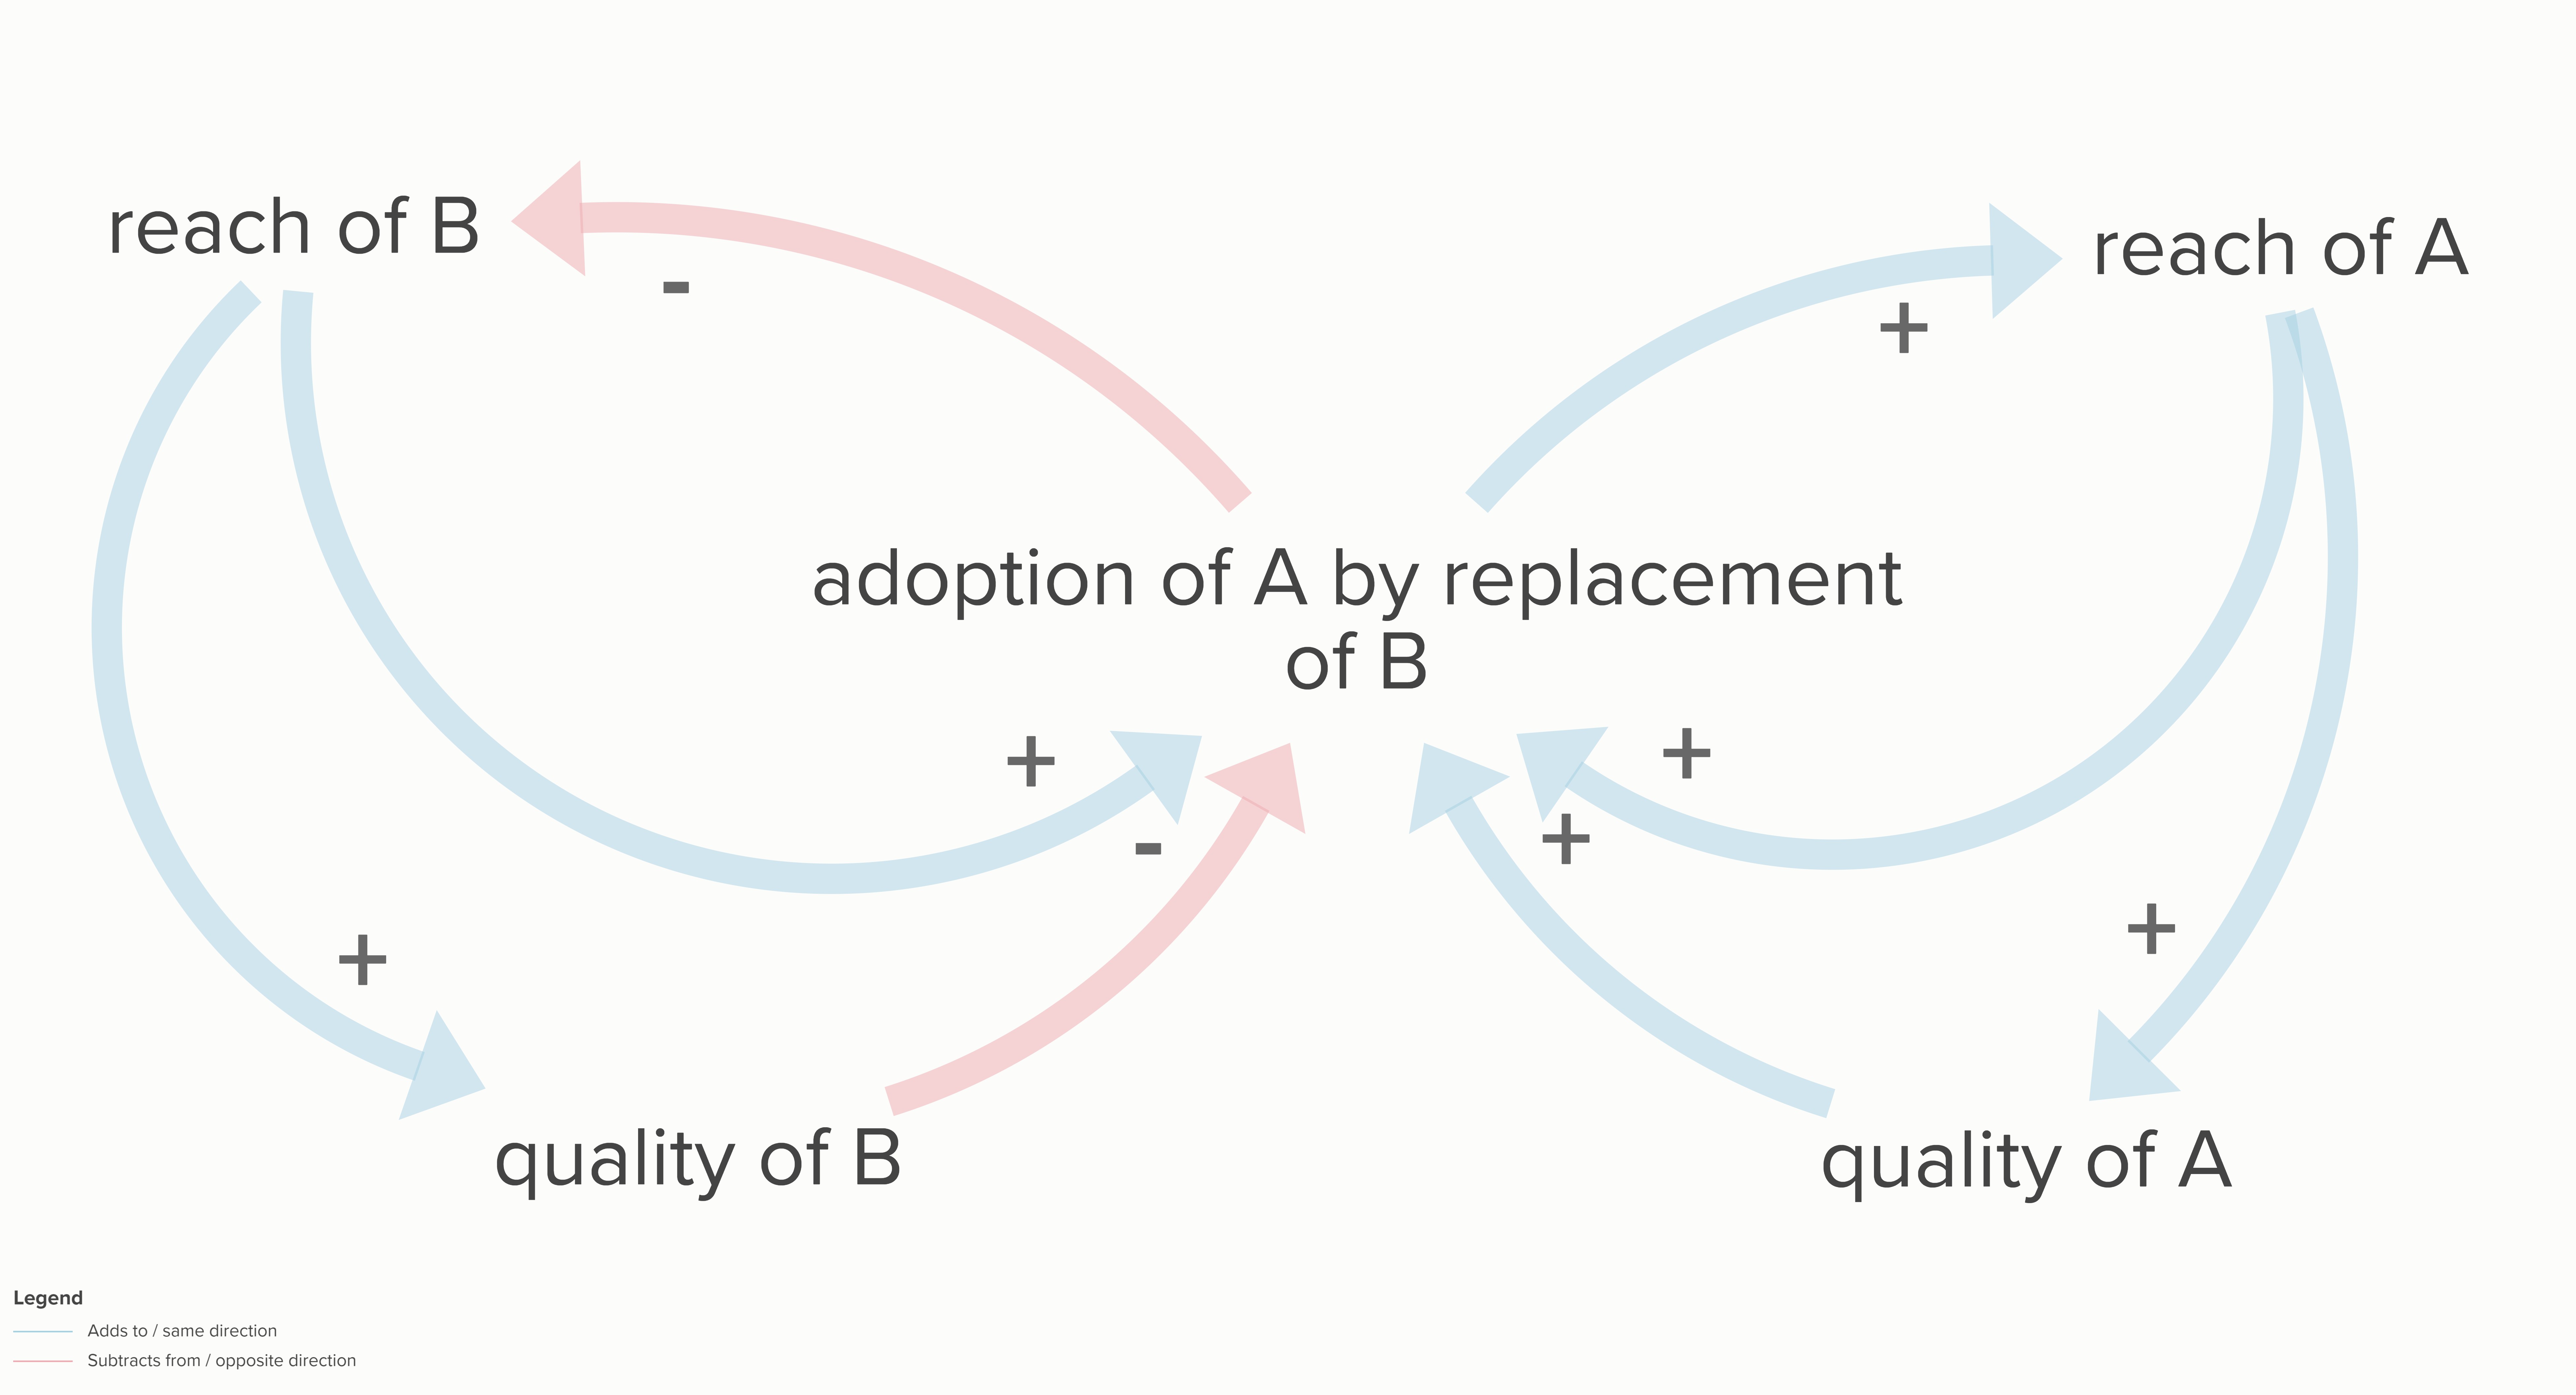 reach of B
-
reach of A
+
adoption of A by replacement
of B
+
+
-
+
+
+
quality of B
quality of A
Legend
Adds to / same direction
Subtracts from / opposite direction